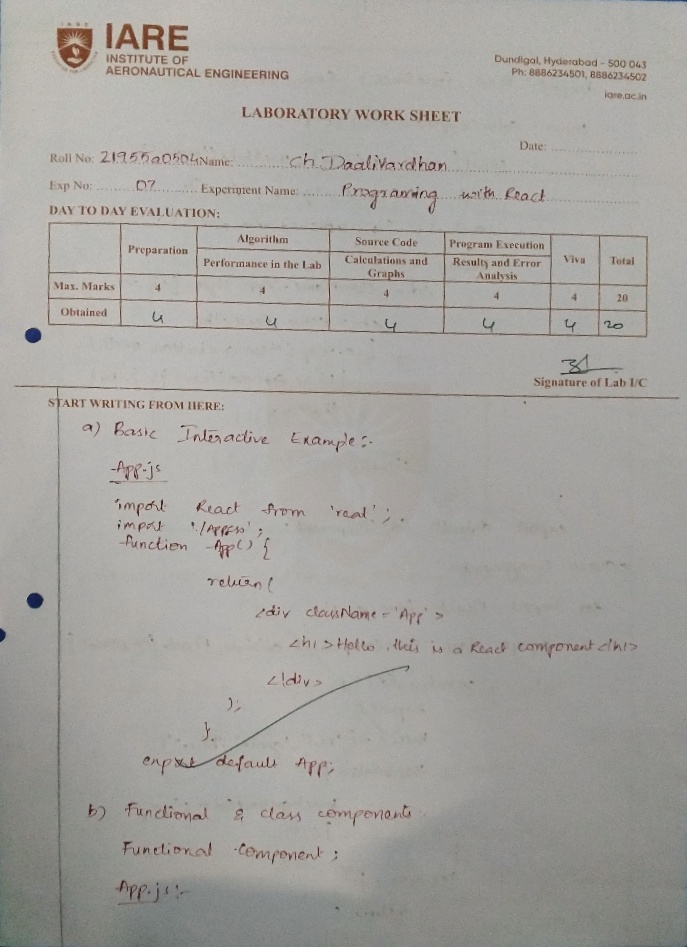 IARE
INSTITUTE OF
AERONAUTICAL ENGINEERING
Dundigal, Hyderabad - 500 043
Ph: 8886234501, 8886234502
iare.ac.in
LABORATORY WORK SHEET
Date:
Roll No: 21955a0504 Name: Ch. DaaliVardhan
Exp No: 07 Experiment Name: Programing with React
DAY TO DAY EVALUATION:
Preparation Algorithm Source Code Program Execution Viva Total
Performance in the Lab Calculations and Graphs Results and Error Analysis
Max. Marks 4 4 4 4 4 20
Obtained 4 4 4 4 4 20
Signature of Lab I/C
START WRITING FROM HERE:
a) Basic Interactive Example :-
App.js
import React from 'reat';
import './App.css';
function App() {
return (
<div className = 'App' >
<h1> Hello, this is a React component </h1>
</div>
);
}
export default App;
b) Functional & class components
Functional component ;
App.js :-